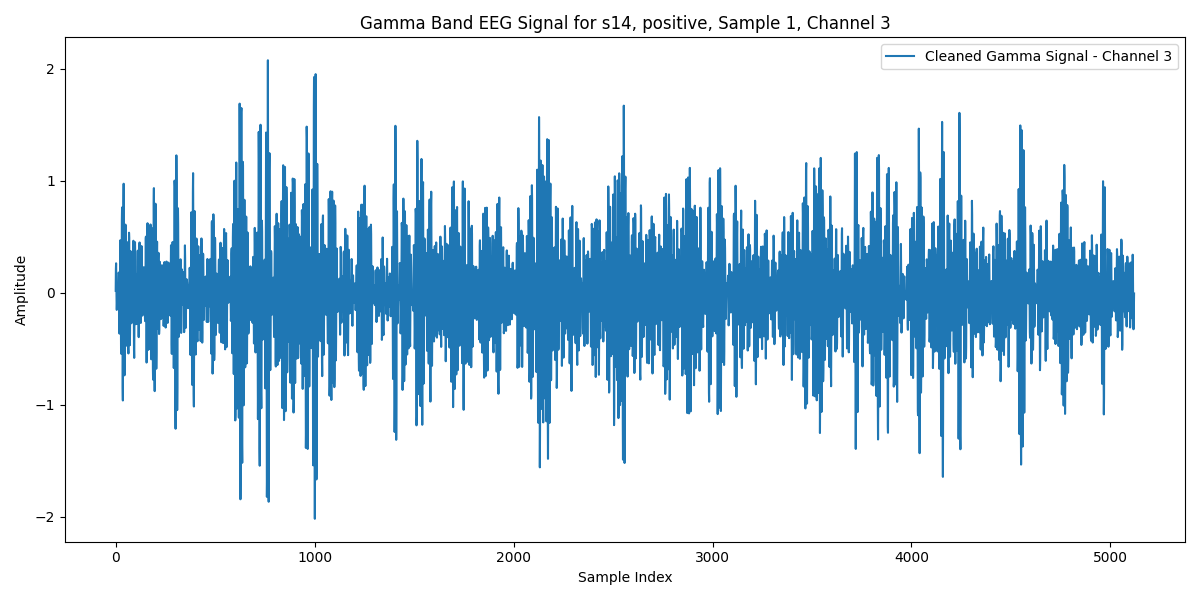 Gamma Band EEG Signal for s14, positive, Sample 1, Channel 3
Cleaned Gamma Signal - Channel 3
2
1
0
−1
−2
Amplitude
0 1000 2000 3000 4000 5000
Sample Index